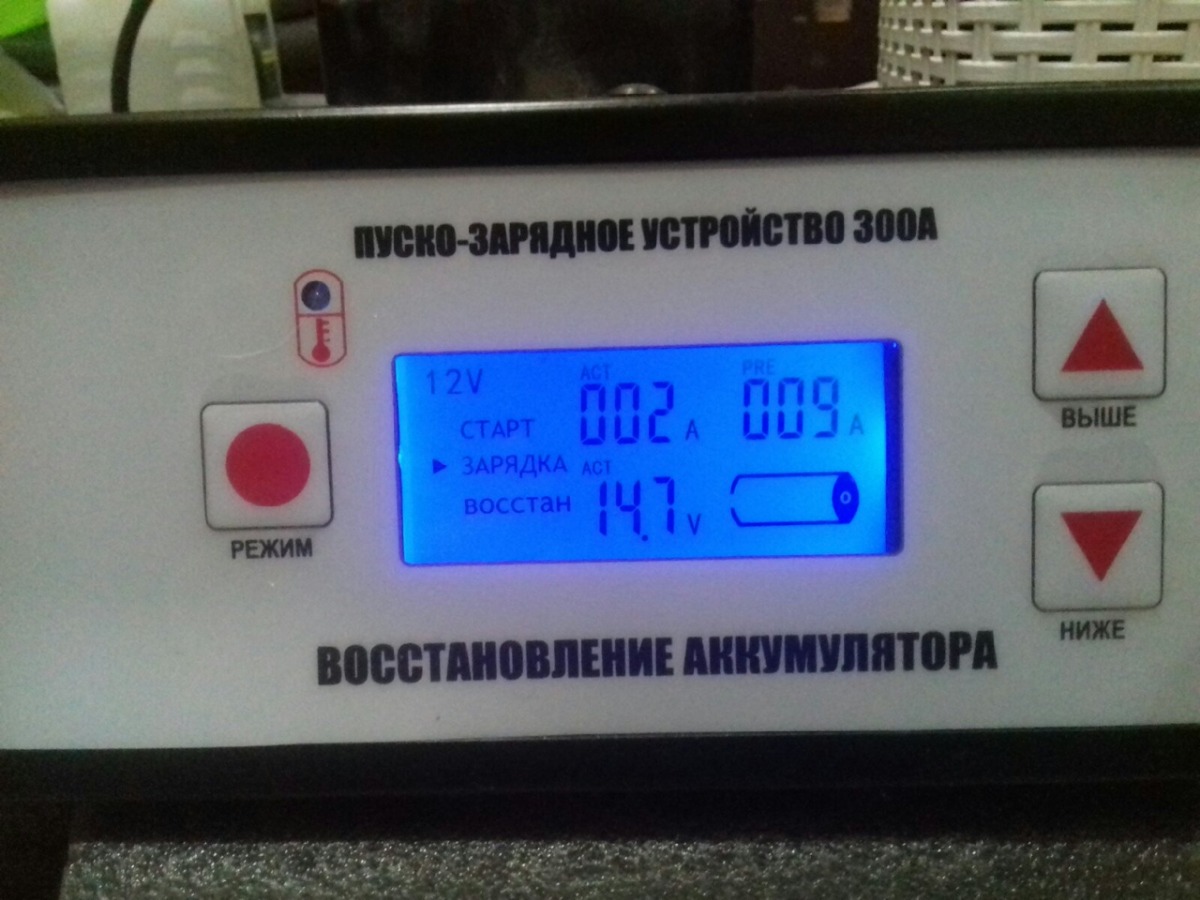 ПУСКО-ЗАРЯДНОЕ УСТРОЙСТВО 300А
12V
ACT
PRE
СТАРТ
002 A
009 A
▶ ЗАРЯДКА
ACT
восстан
14.7 V
0
РЕЖИМ
ВЫШЕ
НИЖЕ
ВОССТАНОВЛЕНИЕ АККУМУЛЯТОРА